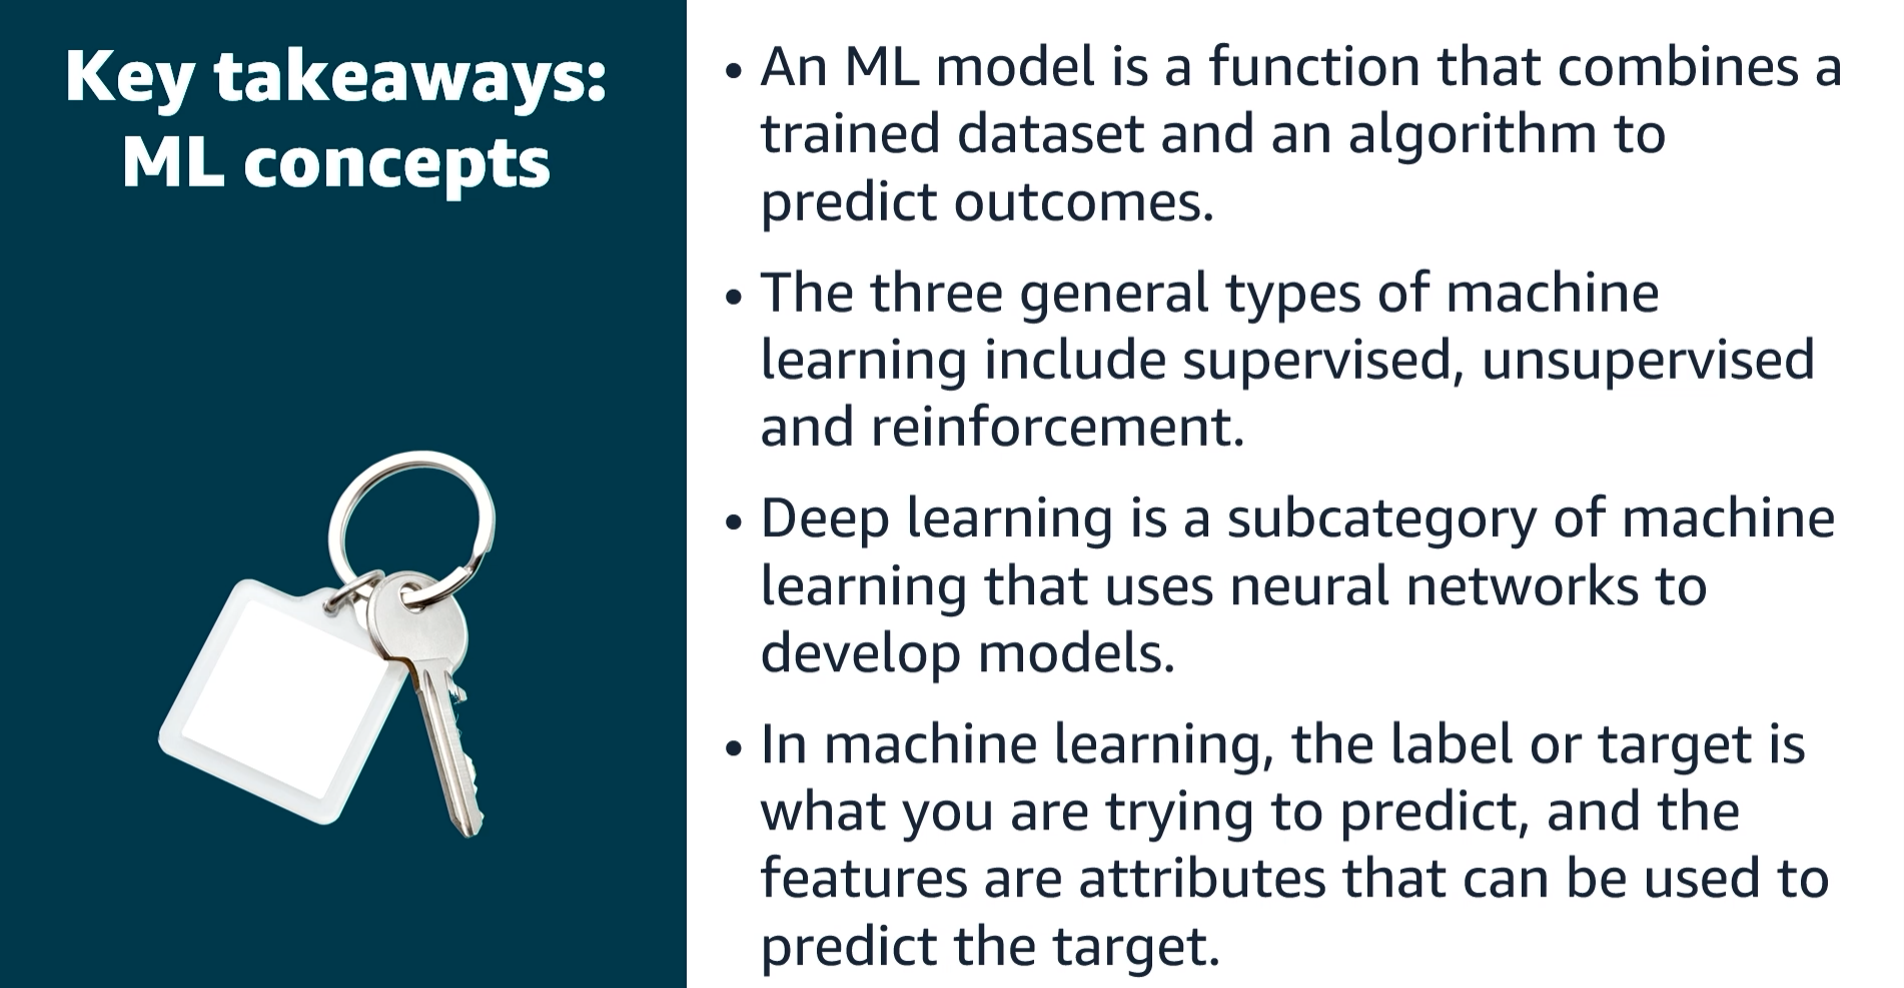 Key takeaways:
ML concepts
• An ML model is a function that combines a
trained dataset and an algorithm to
predict outcomes.
• The three general types of machine
learning include supervised, unsupervised
and reinforcement.
• Deep learning is a subcategory of machine
learning that uses neural networks to
develop models.
• In machine learning, the label or target is
what you are trying to predict, and the
features are attributes that can be used to
predict the target.